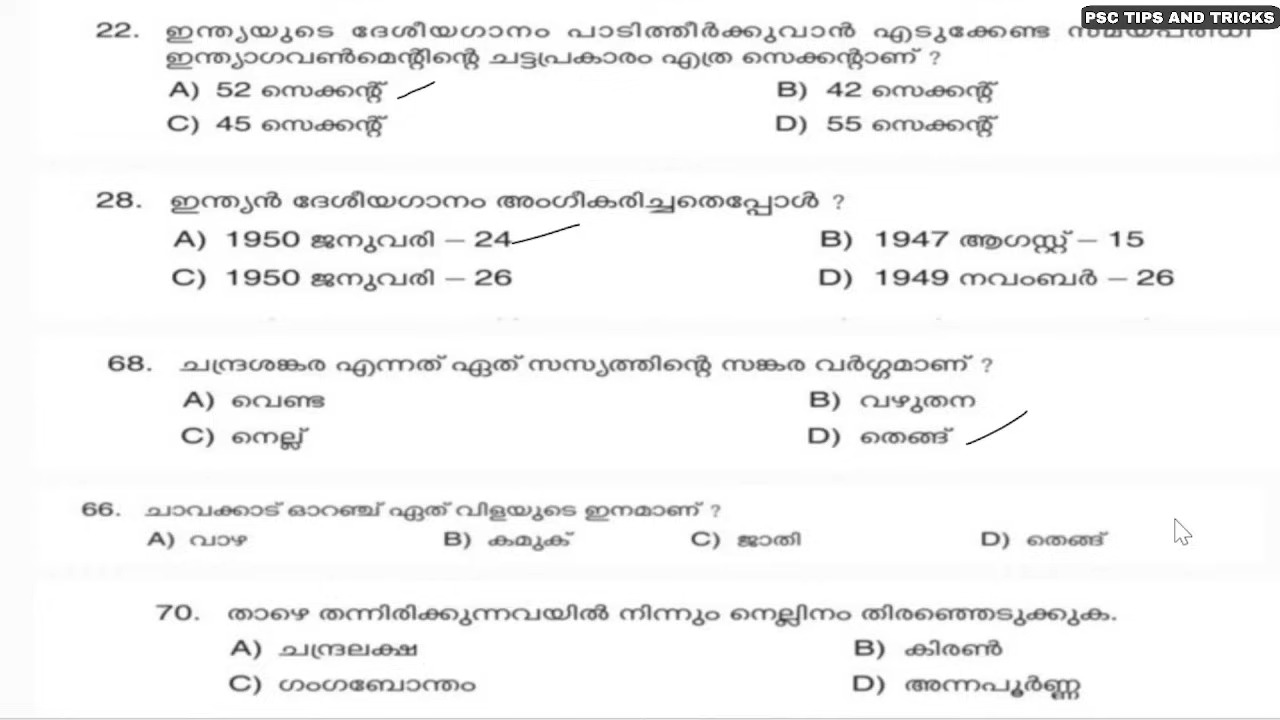 PSC TIPS AND TRICKS
22. ഇന്ത്യയുടെ ദേശീയഗാനം പാടിത്തീർക്കുവാൻ എടുക്കേണ്ട സമയപരിധി
ഇന്ത്യാഗവൺമെന്റിന്റെ ചട്ടപ്രകാരം എത്ര സെക്കന്റാണ് ?
A) 52 സെക്കന്റ് B) 42 സെക്കന്റ്
C) 45 സെക്കന്റ് D) 55 സെക്കന്റ്
28. ഇന്ത്യൻ ദേശീയഗാനം അംഗീകരിച്ചതെപ്പോൾ ?
A) 1950 ജനുവരി – 24 B) 1947 ആഗസ്റ്റ് – 15
C) 1950 ജനുവരി – 26 D) 1949 നവംബർ – 26
68. ചന്ദ്രശങ്കര എന്നത് ഏത് സസ്യത്തിന്റെ സങ്കര വർഗ്ഗമാണ് ?
A) വെണ്ട B) വഴുതന
C) നെല്ല് D) തെങ്ങ്
66. ചാവക്കാട് ഓറഞ്ച് ഏത് വിളയുടെ ഇനമാണ് ?
A) വാഴ B) കമുക് C) ജാതി D) തെങ്ങ്
70. താഴെ തന്നിരിക്കുന്നവയിൽ നിന്നും നെല്ലിനം തിരഞ്ഞെടുക്കുക.
A) ചന്ദ്രലക്ഷ B) കിരൺ
C) ഗംഗബോന്തം D) അന്നപൂർണ്ണ